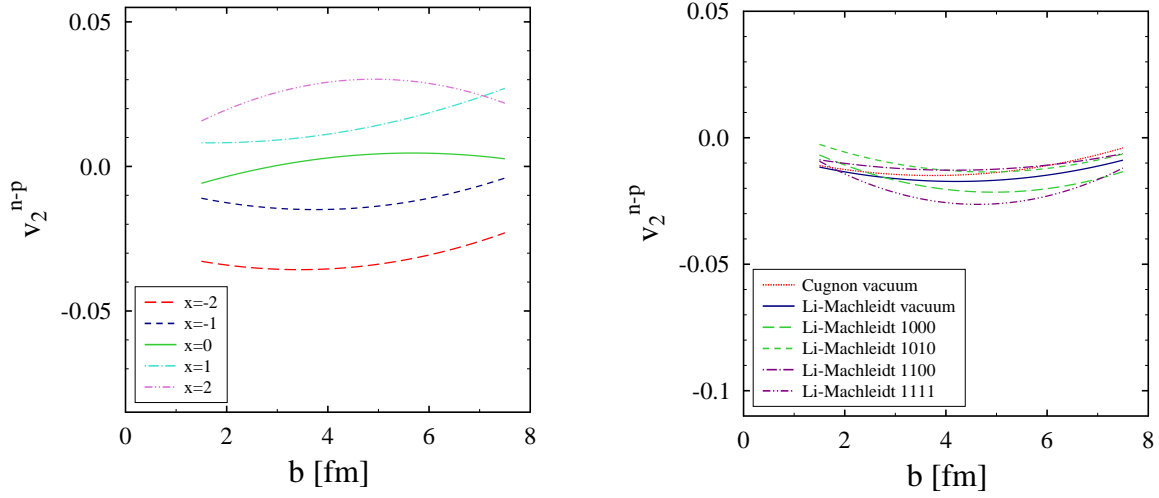 0.05
0.0
-0.05
v2^n-p
x=-2
x=-1
x=0
x=1
x=2
0 2 4 6 8
b [fm]
0.05
0.0
-0.05
-0.1
v2^n-p
Cugnon vacuum
Li-Machleidt vacuum
Li-Machleidt 1000
Li-Machleidt 1010
Li-Machleidt 1100
Li-Machleidt 1111
0 2 4 6 8
b [fm]